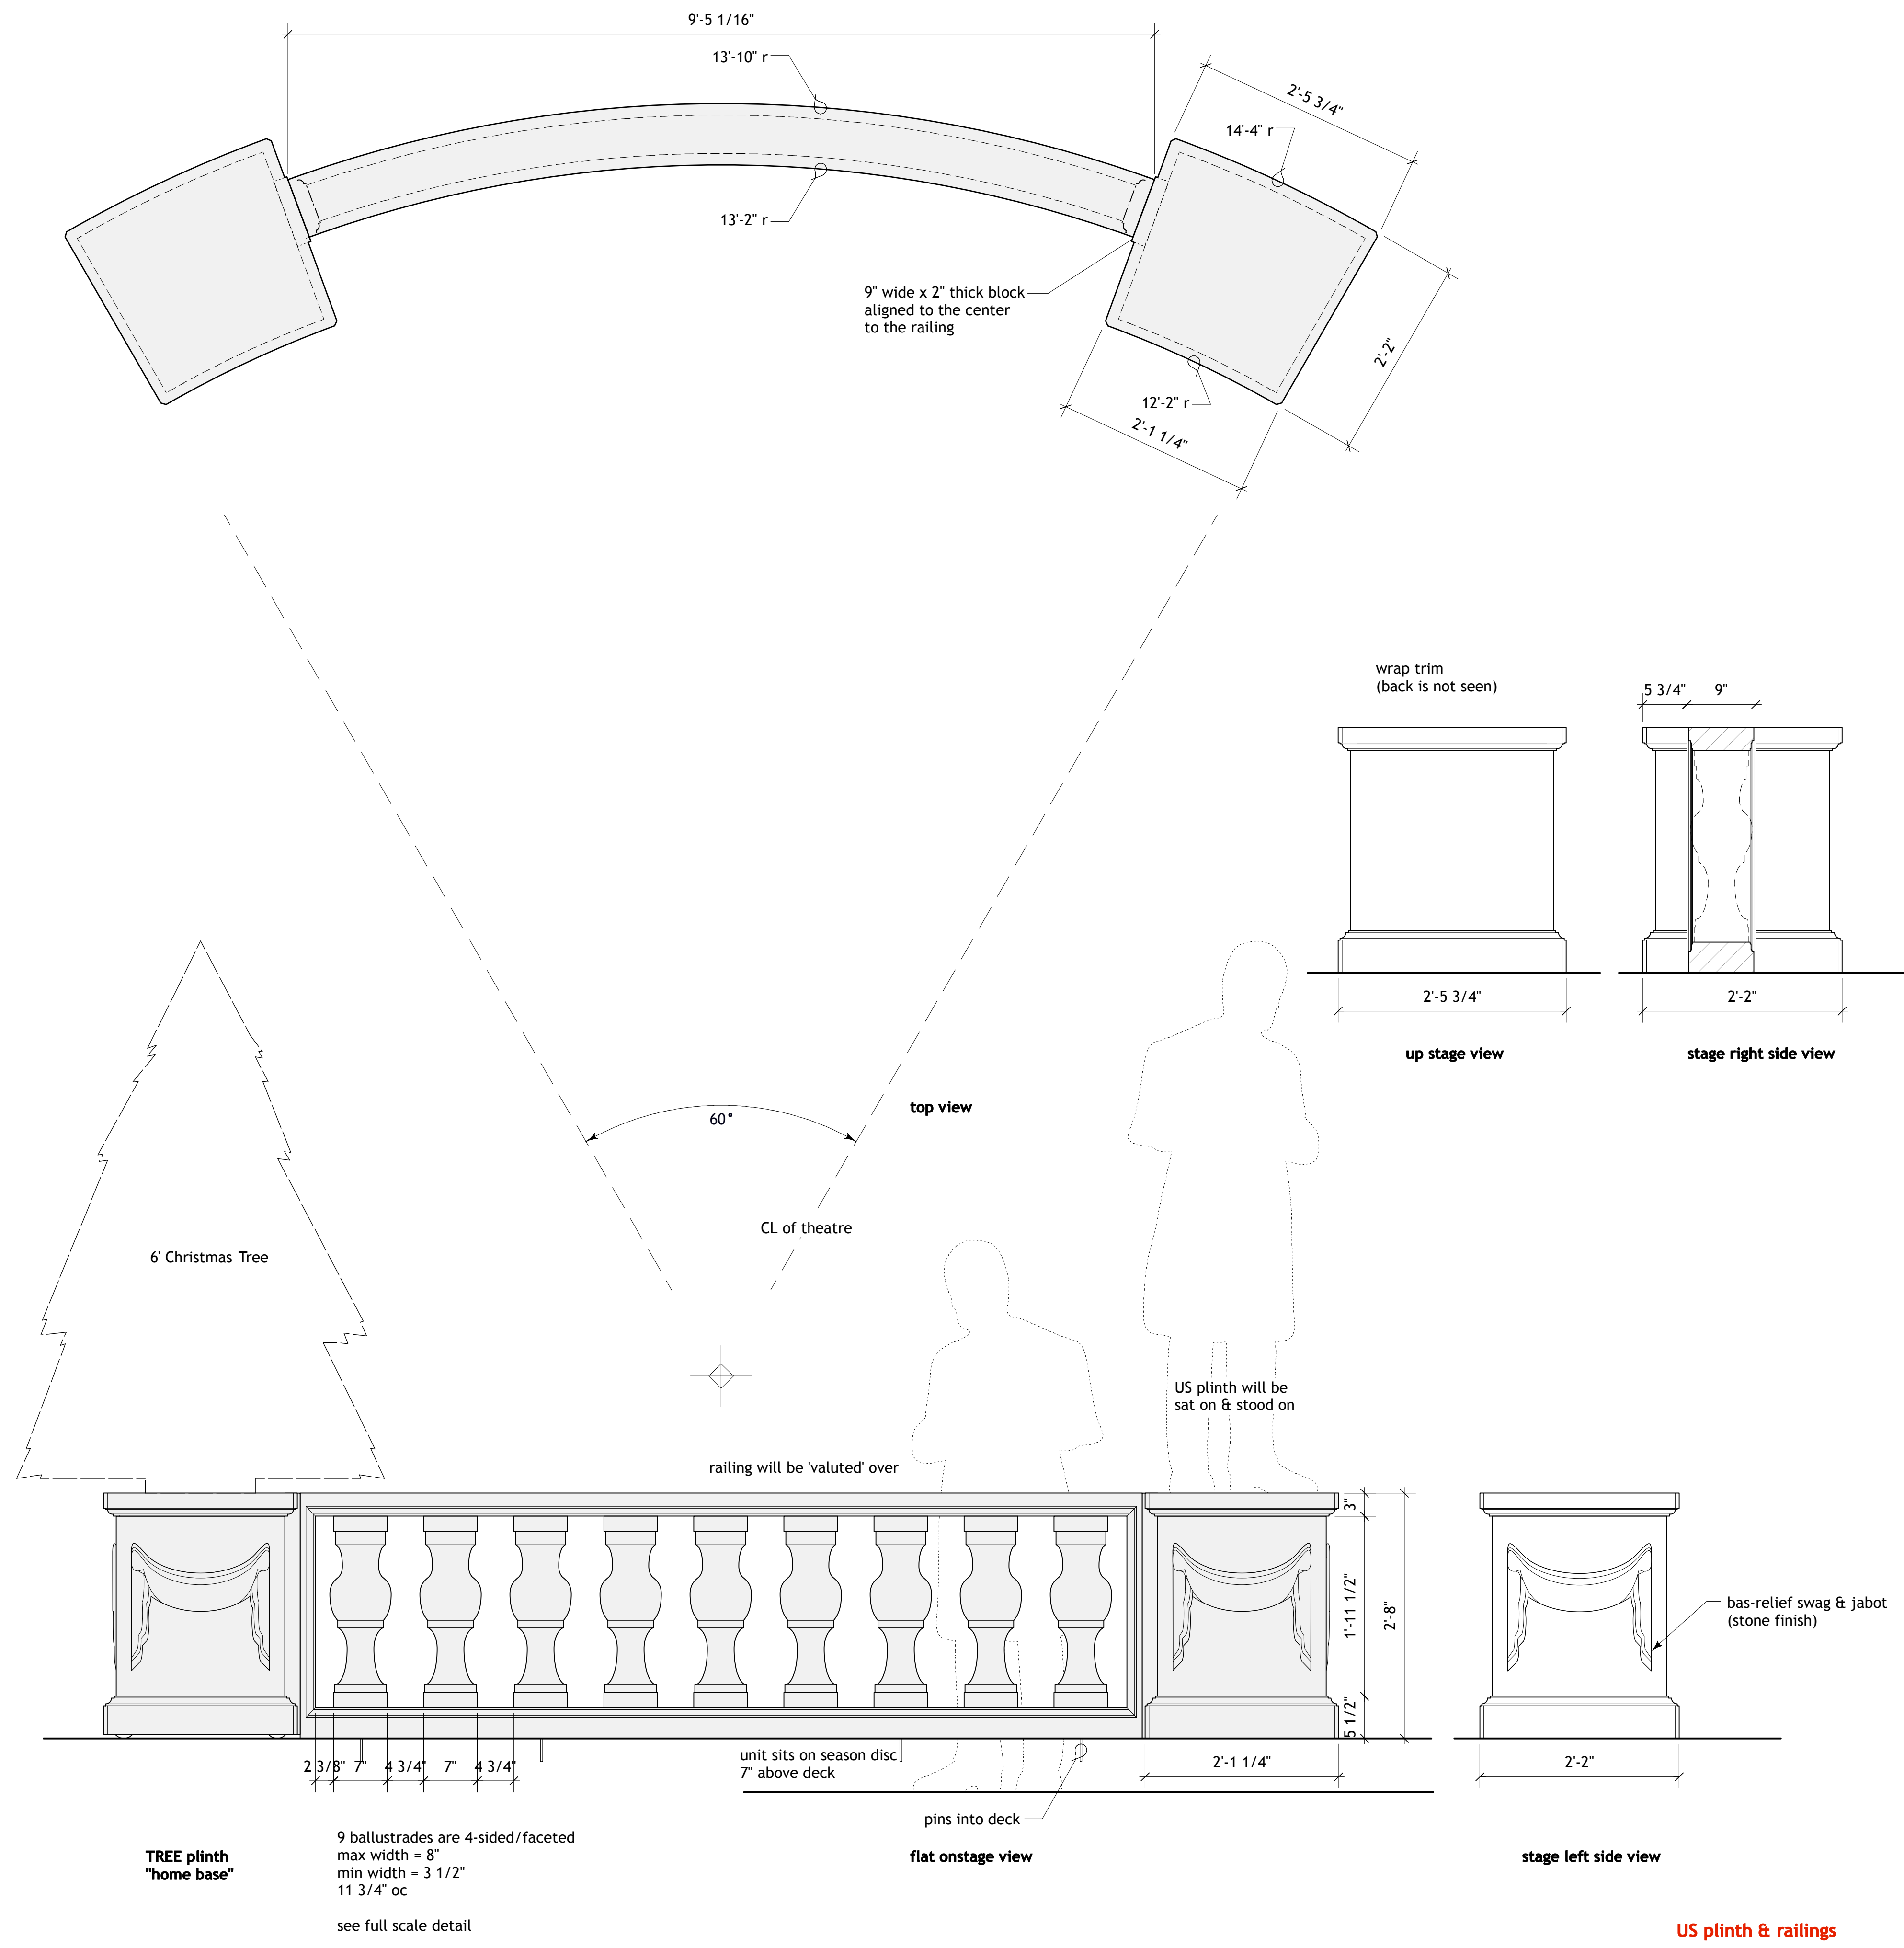 9'-5 1/16"
13'-10" r
2'-5 3/4"
14'-4" r
13'-2" r
9" wide x 2" thick block
aligned to the center
to the railing
2'-2"
12'-2" r
2'-1 1/4"
wrap trim
(back is not seen)
5 3/4"
9"
2'-5 3/4"
2'-2"
up stage view
stage right side view
top view
60°
CL of theatre
6' Christmas Tree
US plinth will be
sat on & stood on
railing will be 'valuted' over
3"
1'-11 1/2"
2'-8"
5 1/2"
bas-relief swag & jabot
(stone finish)
2 3/8"
7"
4 3/4"
7"
4 3/4"
unit sits on season disc
7" above deck
2'-1 1/4"
2'-2"
pins into deck
9 ballustrades are 4-sided/faceted
max width = 8"
min width = 3 1/2"
11 3/4" oc
see full scale detail
TREE plinth
"home base"
flat onstage view
stage left side view
US plinth & railings